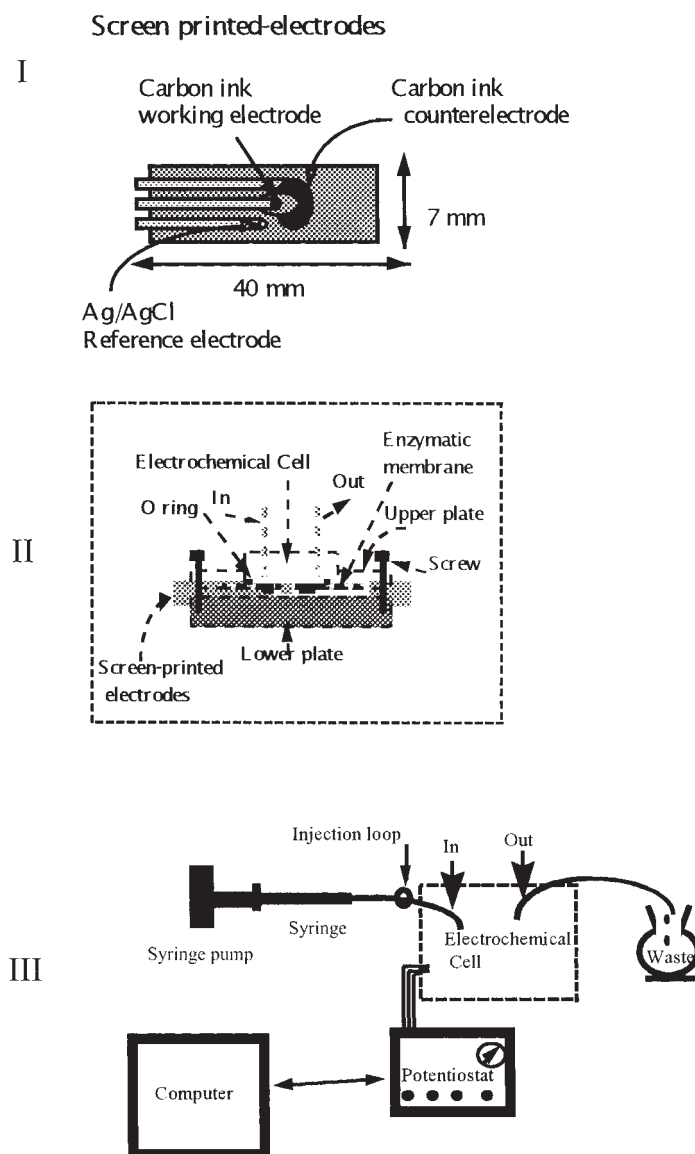 Screen printed-electrodes
I
Carbon ink
working electrode
Carbon ink
counterelectrode
7 mm
40 mm
Ag/AgCl
Reference electrode
II
Electrochemical Cell
Enzymatic
membrane
In
Out
O ring
Upper plate
Screw
Lower plate
Screen-printed
electrodes
III
Injection loop
In
Out
Syringe pump
Syringe
Electrochemical
Cell
Waste
Computer
Potentiostat